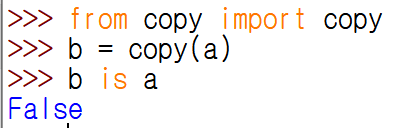 >>> from copy import copy
>>> b = copy(a)
>>> b is a
False